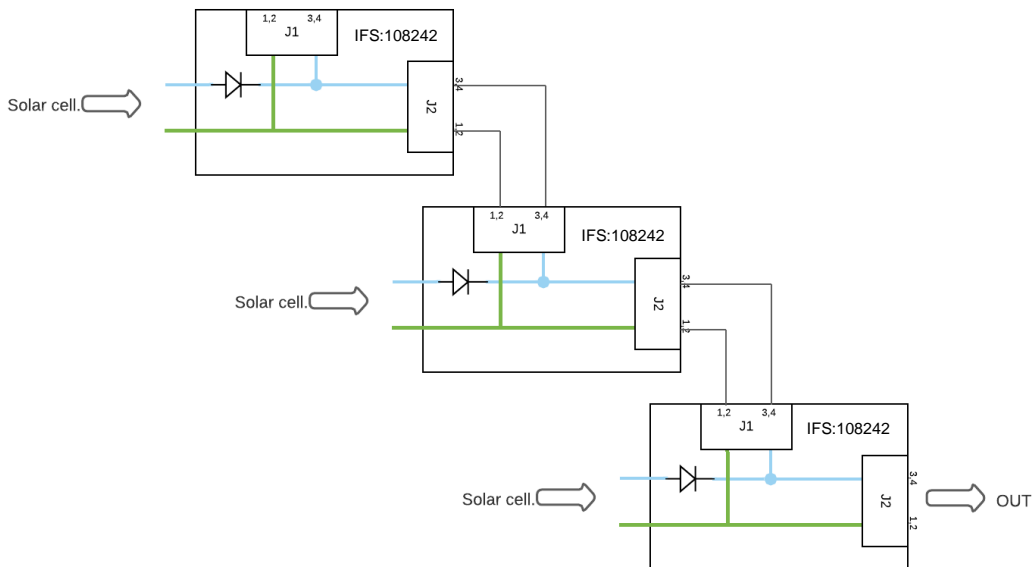 1,2 3,4
J1
IFS:108242
3,4
J2
1,2
Solar cell.
1,2 3,4
J1
IFS:108242
3,4
J2
1,2
Solar cell.
1,2 3,4
J1
IFS:108242
3,4
J2
1,2
Solar cell.
OUT